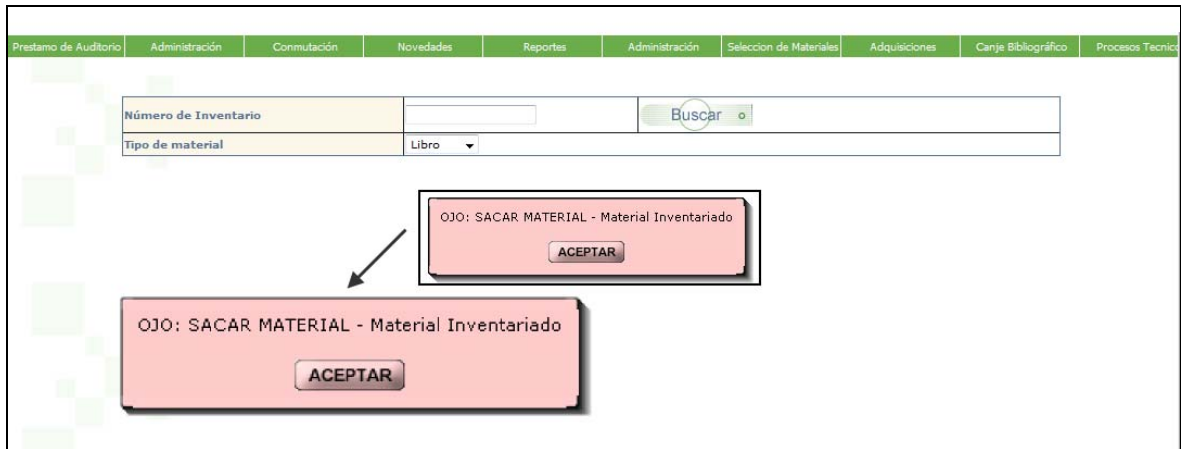 Prestamo de Auditorio Administración Conmutación Novedades Reportes Administración Seleccion de Materiales Adquisiciones Canje Bibliográfico Procesos
Número de Inventario Buscar
Tipo de material Libro
OJO: SACAR MATERIAL - Material Inventariado
ACEPTAR
OJO: SACAR MATERIAL - Material Inventariado
ACEPTAR